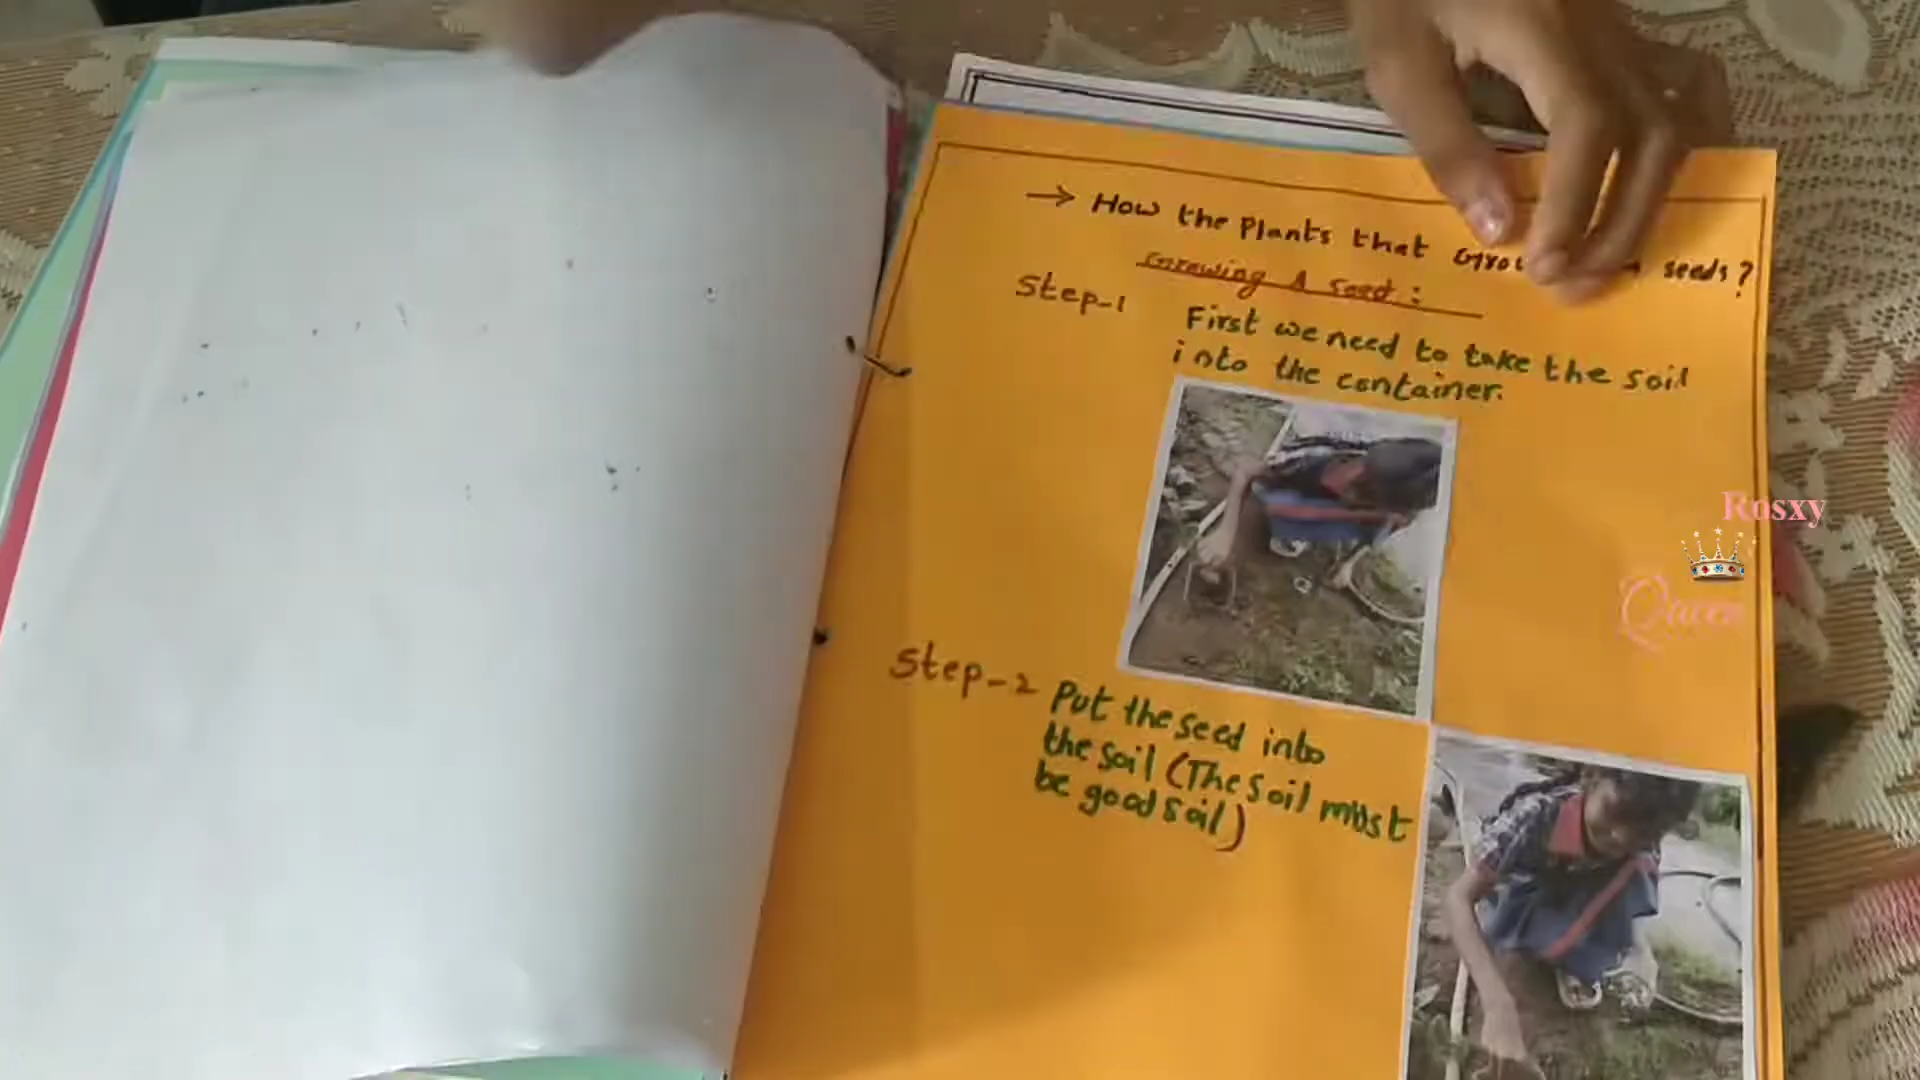 → How the Plants that seeds?
Growing A Seed:
Step-1
First we need to take the soil
into the container.
Step-2 Put the seed into
the soil (The soil must
be good soil)
Rosxy
Queen